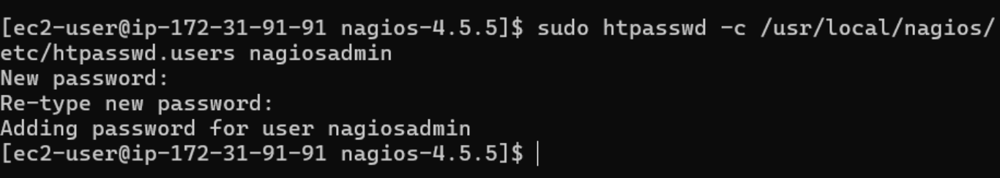 [ec2-user@ip-172-31-91-91 nagios-4.5.5]$ sudo htpasswd -c /usr/local/nagios/
etc/htpasswd.users nagiosadmin
New password:
Re-type new password:
Adding password for user nagiosadmin
[ec2-user@ip-172-31-91-91 nagios-4.5.5]$